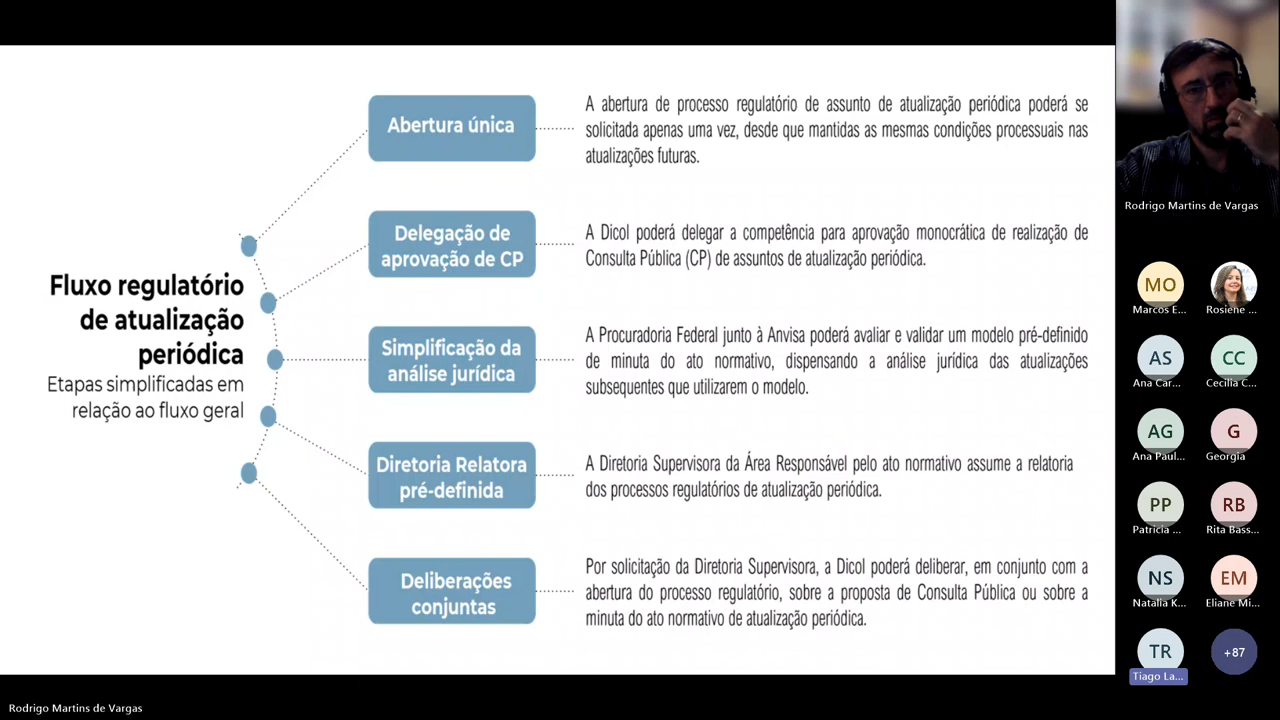 Fluxo regulatório
de atualização
periódica
Etapas simplificadas em
relação ao fluxo geral
Abertura única
A abertura de processo regulatório de assunto de atualização periódica poderá se
solicitada apenas uma vez, desde que mantidas as mesmas condições processuais nas
atualizações futuras.
Delegação de
aprovação de CP
A Dicol poderá delegar a competência para aprovação monocrática de realização de
Consulta Pública (CP) de assuntos de atualização periódica.
Simplificação da
análise jurídica
A Procuradoria Federal junto à Anvisa poderá avaliar e validar um modelo pré-definido
de minuta do ato normativo, dispensando a análise jurídica das atualizações
subsequentes que utilizarem o modelo.
Diretoria Relatora
pré-definida
A Diretoria Supervisora da Área Responsável pelo ato normativo assume a relatoria
dos processos regulatórios de atualização periódica.
Deliberações
conjuntas
Por solicitação da Diretoria Supervisora, a Dicol poderá deliberar, em conjunto com a
abertura do processo regulatório, sobre a proposta de Consulta Pública ou sobre a
minuta do ato normativo de atualização periódica.
Rodrigo Martins de Vargas
MO
Marcos E...
Rosiene ...
AS
Ana Car...
CC
Cecilia C...
AG
Ana Paul...
G
Georgia
PP
Patricia ...
RB
Rita Bass...
NS
Natalia K...
EM
Eliane Mi...
TR
Tiago La...
+87
Rodrigo Martins de Vargas